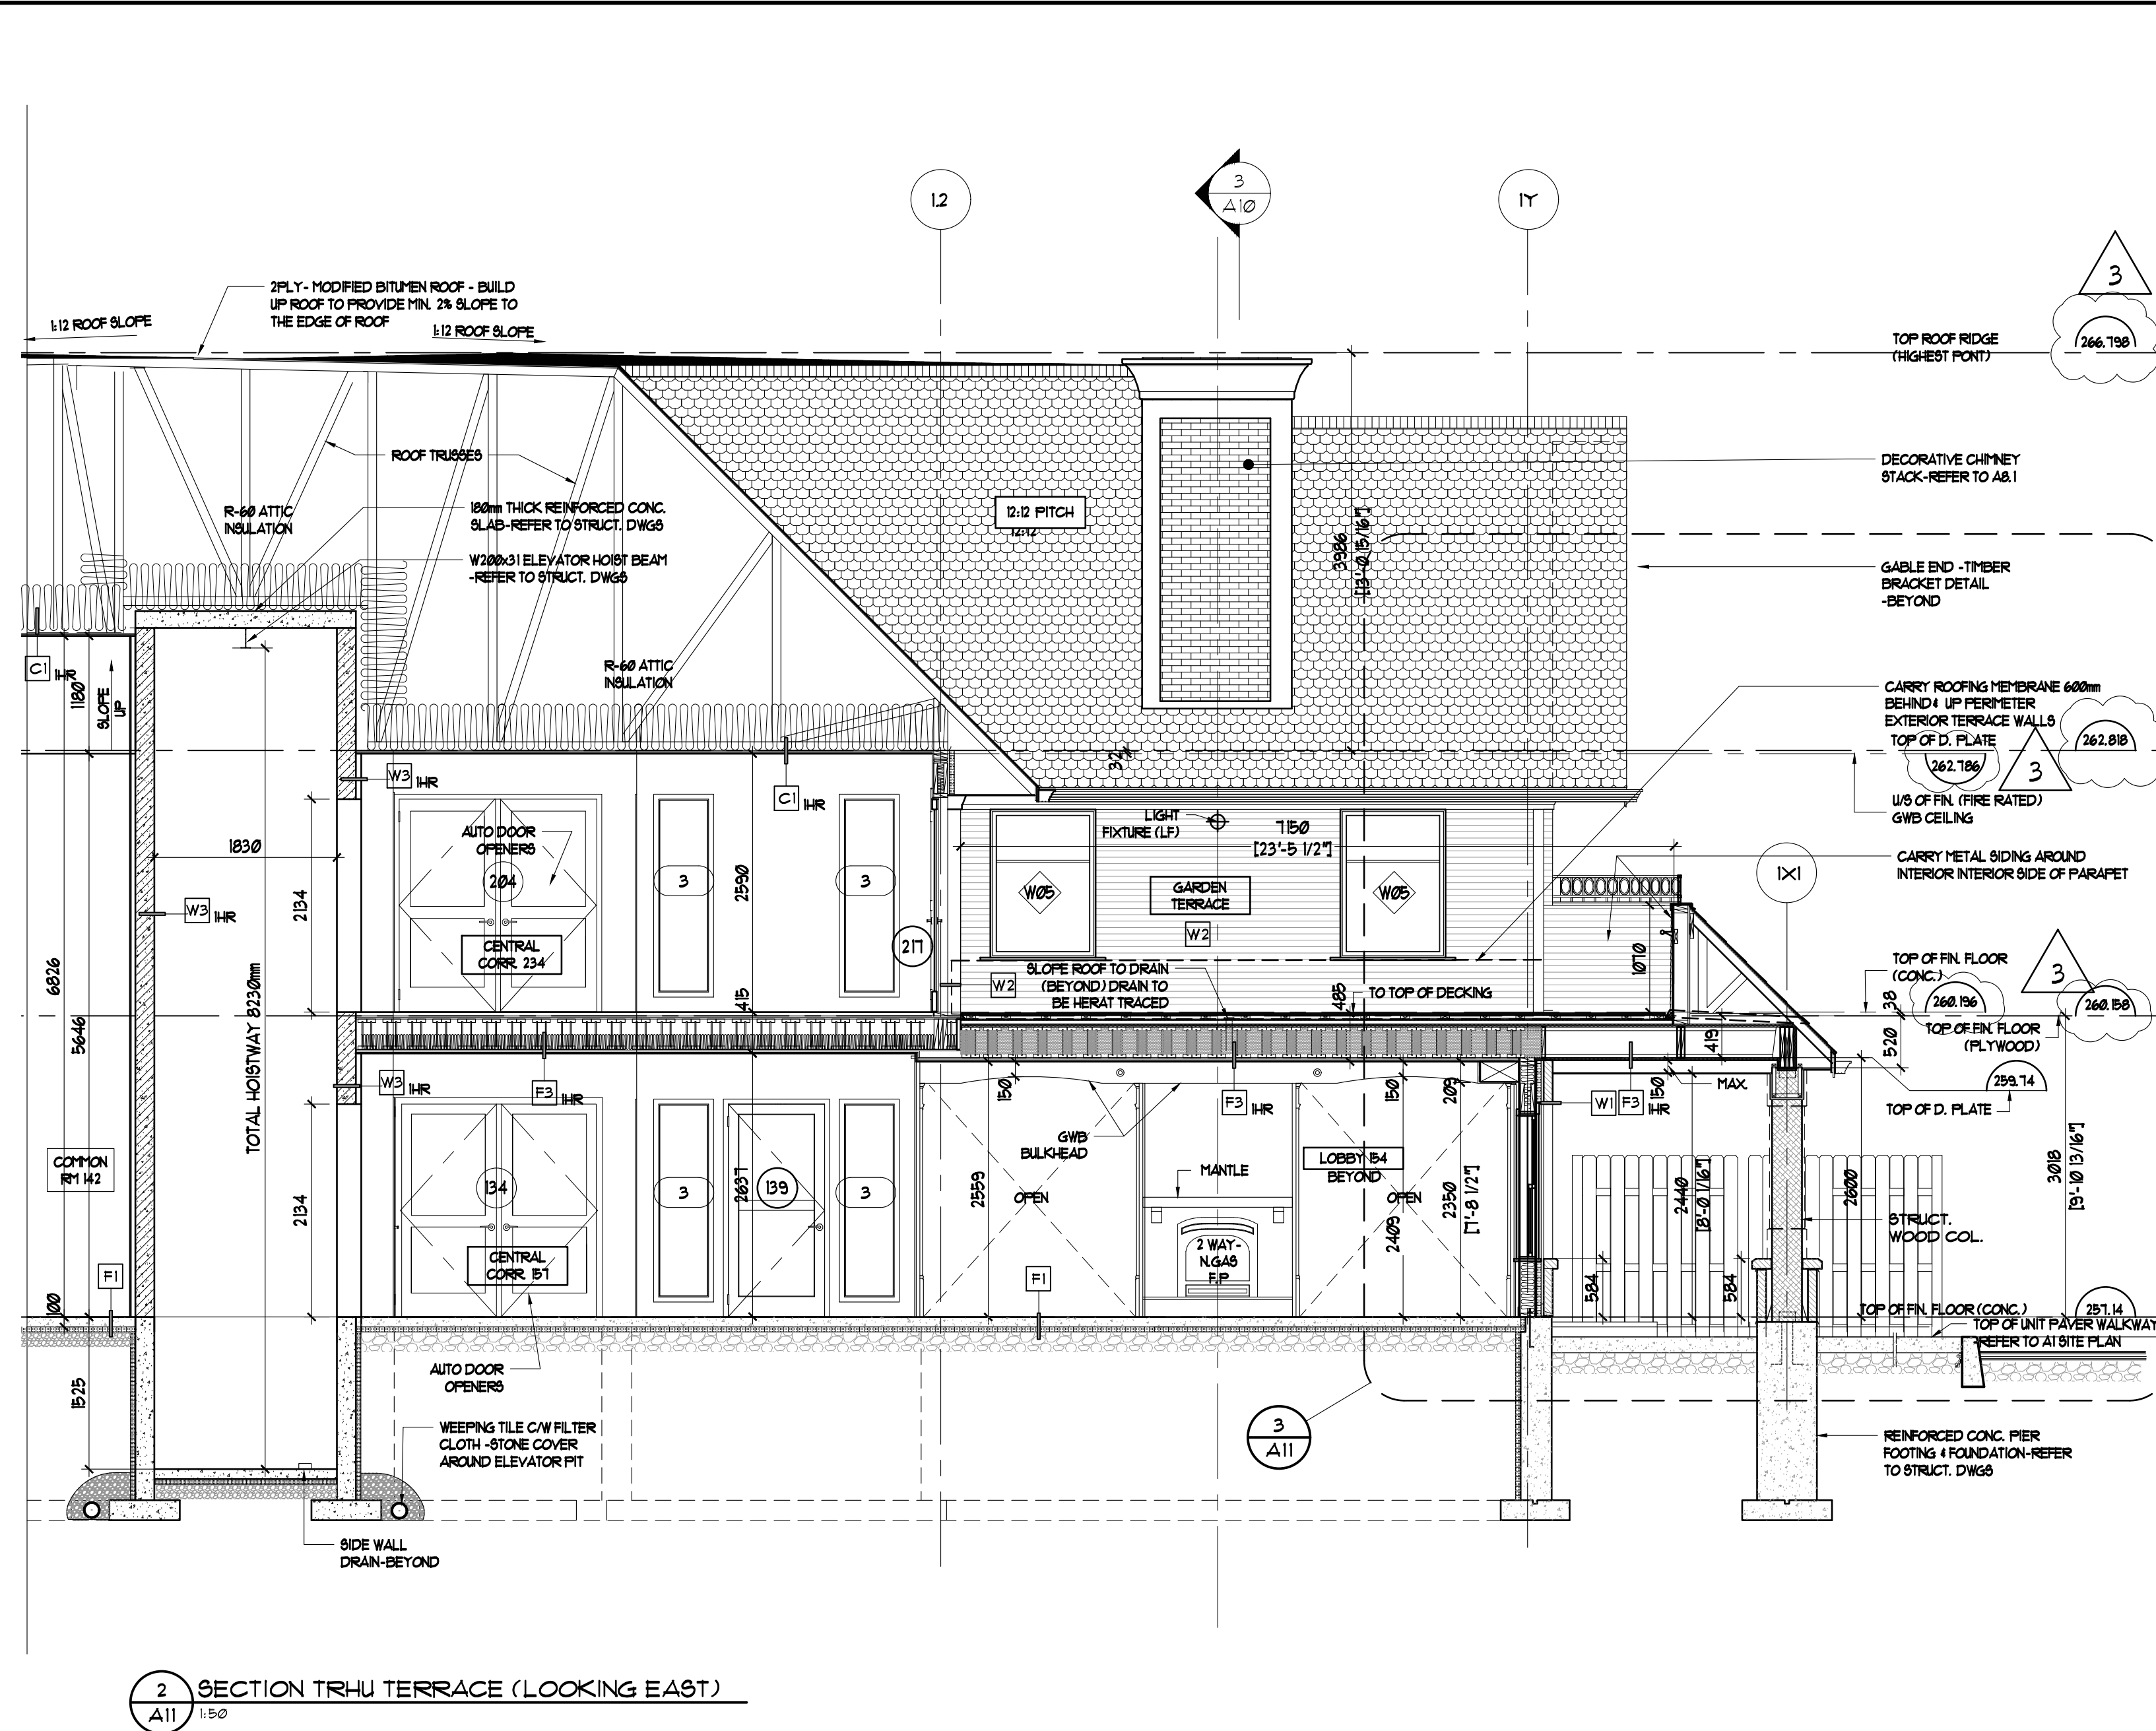 1.2
3
A10
1Y
3
2PLY- MODIFIED BITUMEN ROOF - BUILD
UP ROOF TO PROVIDE MIN. 2% SLOPE TO
THE EDGE OF ROOF
1:12 ROOF SLOPE
1:12 ROOF SLOPE
TOP ROOF RIDGE
(HIGHEST PONT)
266.798
ROOF TRUSSES
DECORATIVE CHIMNEY
STACK-REFER TO A8.1
R-60 ATTIC
INSULATION
180mm THICK REINFORCED CONC.
SLAB-REFER TO STRUCT. DWGS
12:12 PITCH
12:12
3986
[13'-0 15/16"]
W200x31 ELEVATOR HOIST BEAM
-REFER TO STRUCT. DWGS
GABLE END -TIMBER
BRACKET DETAIL
-BEYOND
R-60 ATTIC
INSULATION
C1
1HR
1180
SLOPE
UP
CARRY ROOFING MEMBRANE 600mm
BEHIND & UP PERIMETER
EXTERIOR TERRACE WALLS
TOP OF D. PLATE
262.818
262.786
3
32
U/S OF FIN. (FIRE RATED)
GWB CEILING
W3
1HR
C1
1HR
AUTO DOOR
OPENERS
204
3
3
2590
LIGHT
FIXTURE (LF)
7150
[23'-5 1/2"]
1830
2134
W3
1HR
W05
GARDEN
TERRACE
W05
W2
CARRY METAL SIDING AROUND
INTERIOR INTERIOR SIDE OF PARAPET
1X1
CENTRAL
CORR. 234
217
1070
6826
5646
TOTAL HOISTWAY 8230mm
W2
SLOPE ROOF TO DRAIN
(BEYOND) DRAIN TO
BE HERAT TRACED
415
485
TO TOP OF DECKING
TOP OF FIN. FLOOR
(CONC.)
260.196
3
260.158
38
520
419
TOP OF FIN. FLOOR
(PLYWOOD)
W3
1HR
F3
1HR
150
F3
1HR
150
209
W1
F3
1HR
150
MAX.
259.74
TOP OF D. PLATE
GWB
BULKHEAD
COMMON
RM 142
2134
134
3
2637
139
3
2559
OPEN
MANTLE
LOBBY 154
BEYOND
OPEN
2409
2350
[7'-8 1/2"]
2440
[8'-0 1/16"]
2600
3018
[9'-10 13/16"]
STRUCT.
WOOD COL.
CENTRAL
CORR. 157
2 WAY-
N.GAS
F.P
F1
F1
100
584
584
TOP OF FIN. FLOOR (CONC.)
257.14
TOP OF UNIT PAVER WALKWAY
-REFER TO A1 SITE PLAN
AUTO DOOR
OPENERS
1525
WEEPING TILE C/W FILTER
CLOTH -STONE COVER
AROUND ELEVATOR PIT
3
A11
REINFORCED CONC. PIER
FOOTING & FOUNDATION-REFER
TO STRUCT. DWGS
SIDE WALL
DRAIN-BEYOND
2
A11
SECTION TRHU TERRACE (LOOKING EAST)
1:50